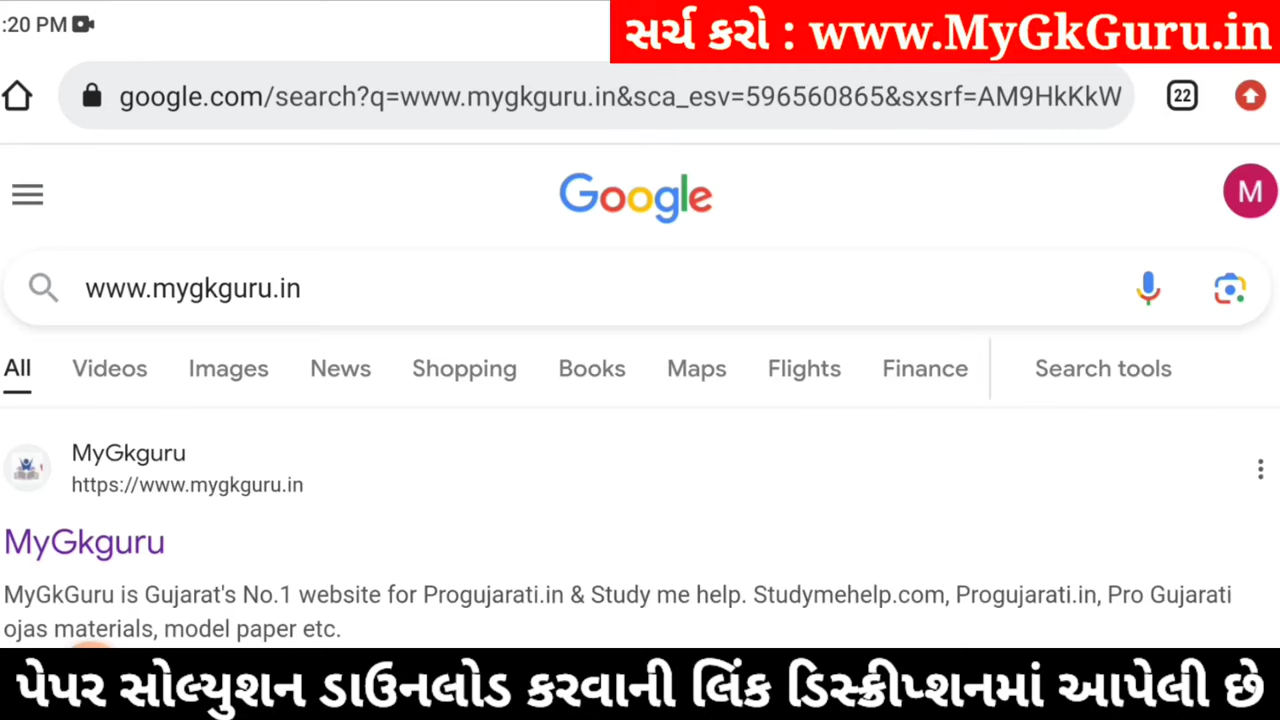 :20 PM
સર્ચ કરો : www.MyGkGuru.in
google.com/search?q=www.mygkguru.in&sca_esv=596560865&sxsrf=AM9HkKkW
22
Google
M
www.mygkguru.in
All Videos Images News Shopping Books Maps Flights Finance Search tools
MyGkguru
https://www.mygkguru.in
MyGkguru
MyGkGuru is Gujarat's No.1 website for Progujarati.in & Study me help. Studymehelp.com, Progujarati.in, Pro Gujarati
ojas materials, model paper etc.
પેપર સોલ્યુશન ડાઉનલોડ કરવાની લિંક ડિસ્ક્રીપ્શનમાં આપેલી છે